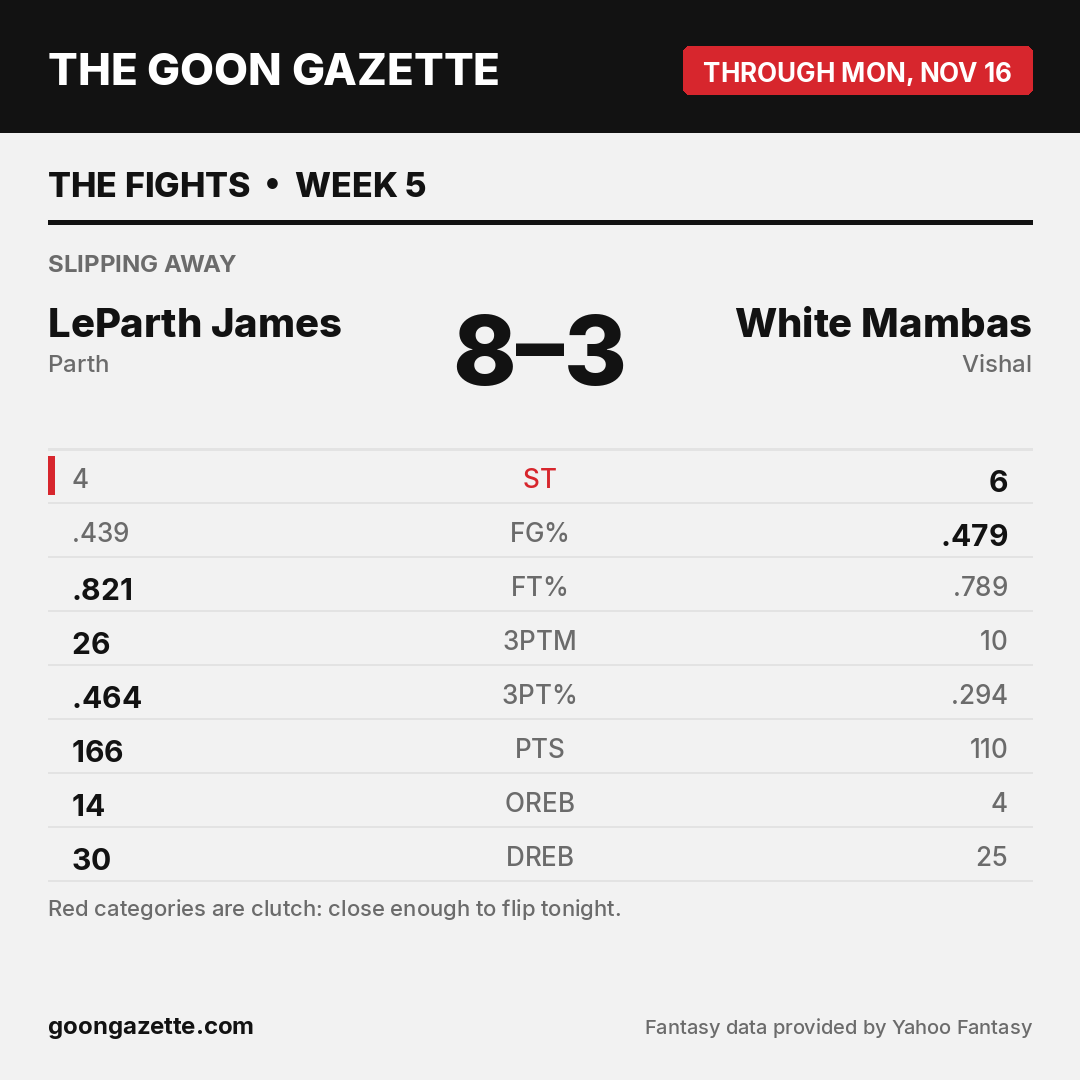 THE GOON GAZETTE
THROUGH MON, NOV 16
THE FIGHTS • WEEK 5
SLIPPING AWAY
LeParth James 8–3 White Mambas
Parth Vishal
4 ST 6
.439 FG% .479
.821 FT% .789
26 3PTM 10
.464 3PT% .294
166 PTS 110
14 OREB 4
30 DREB 25
Red categories are clutch: close enough to flip tonight.
goongazette.com
Fantasy data provided by Yahoo Fantasy